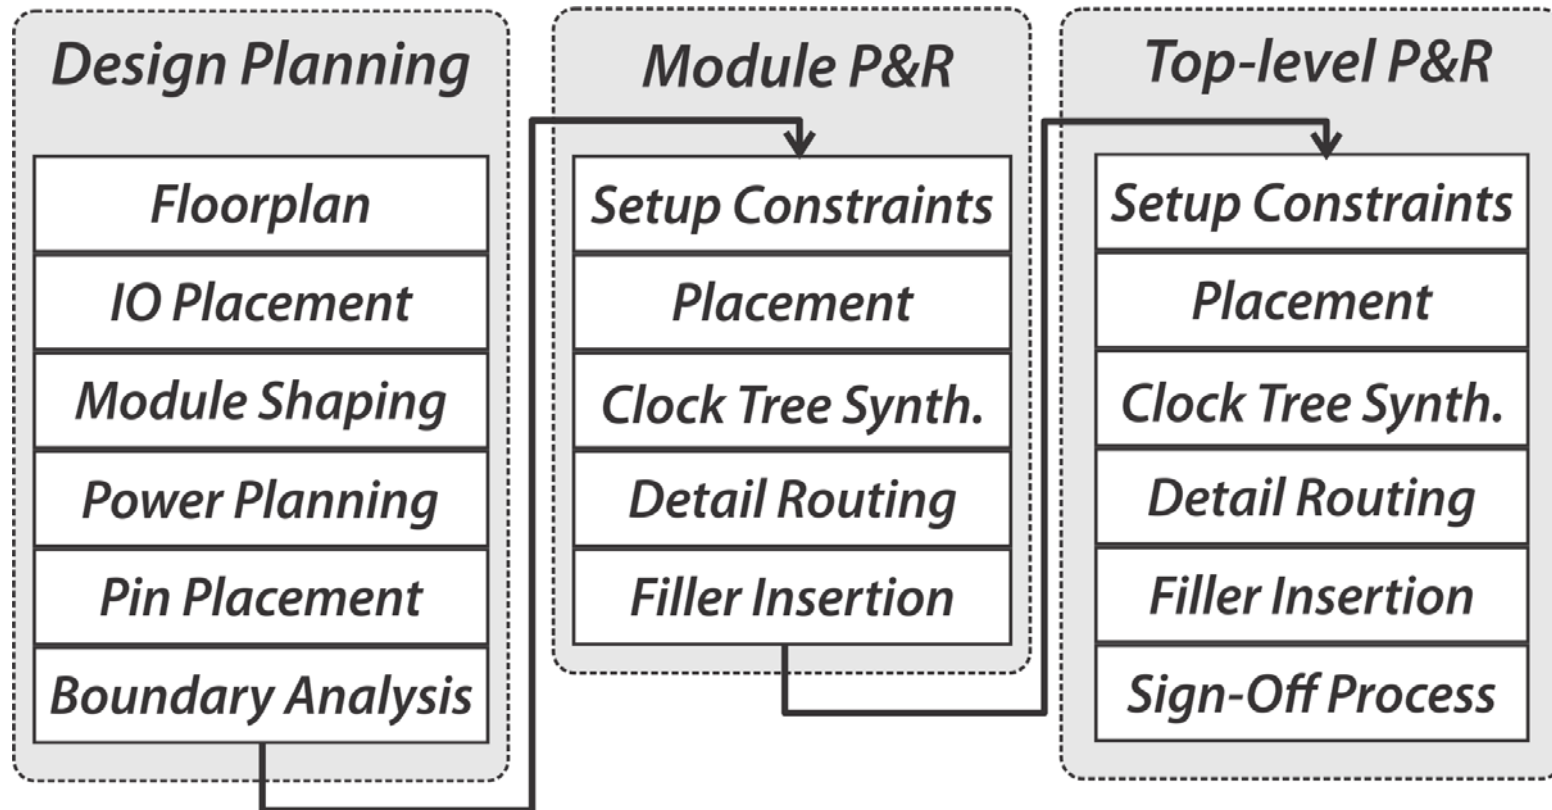 Design Planning
Floorplan
IO Placement
Module Shaping
Power Planning
Pin Placement
Boundary Analysis
Module P&R
Setup Constraints
Placement
Clock Tree Synth.
Detail Routing
Filler Insertion
Top-level P&R
Setup Constraints
Placement
Clock Tree Synth.
Detail Routing
Filler Insertion
Sign-Off Process